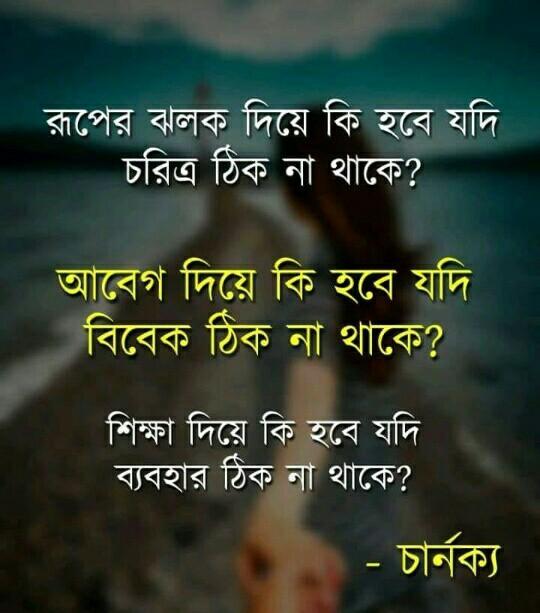 রূপের ঝলক দিয়ে কি হবে যদি
চরিত্র ঠিক না থাকে?
আবেগ দিয়ে কি হবে যদি
বিবেক ঠিক না থাকে?
শিক্ষা দিয়ে কি হবে যদি
ব্যবহার ঠিক না থাকে?
- চার্নক্য